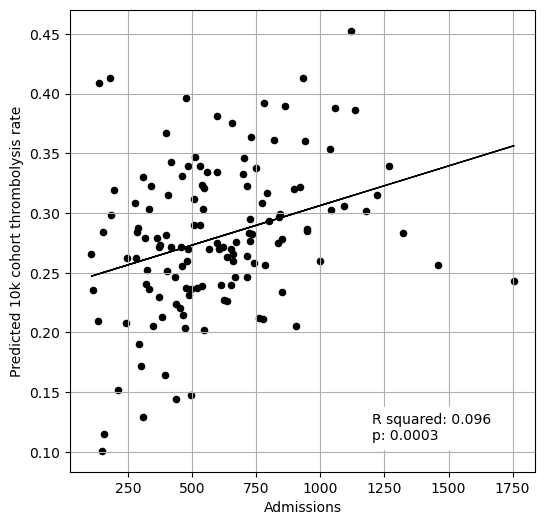 Predicted 10k cohort thrombolysis rate
0.45
0.40
0.35
0.30
0.25
0.20
0.15
0.10
R squared: 0.096
p: 0.0003
250 500 750 1000 1250 1500 1750
Admissions